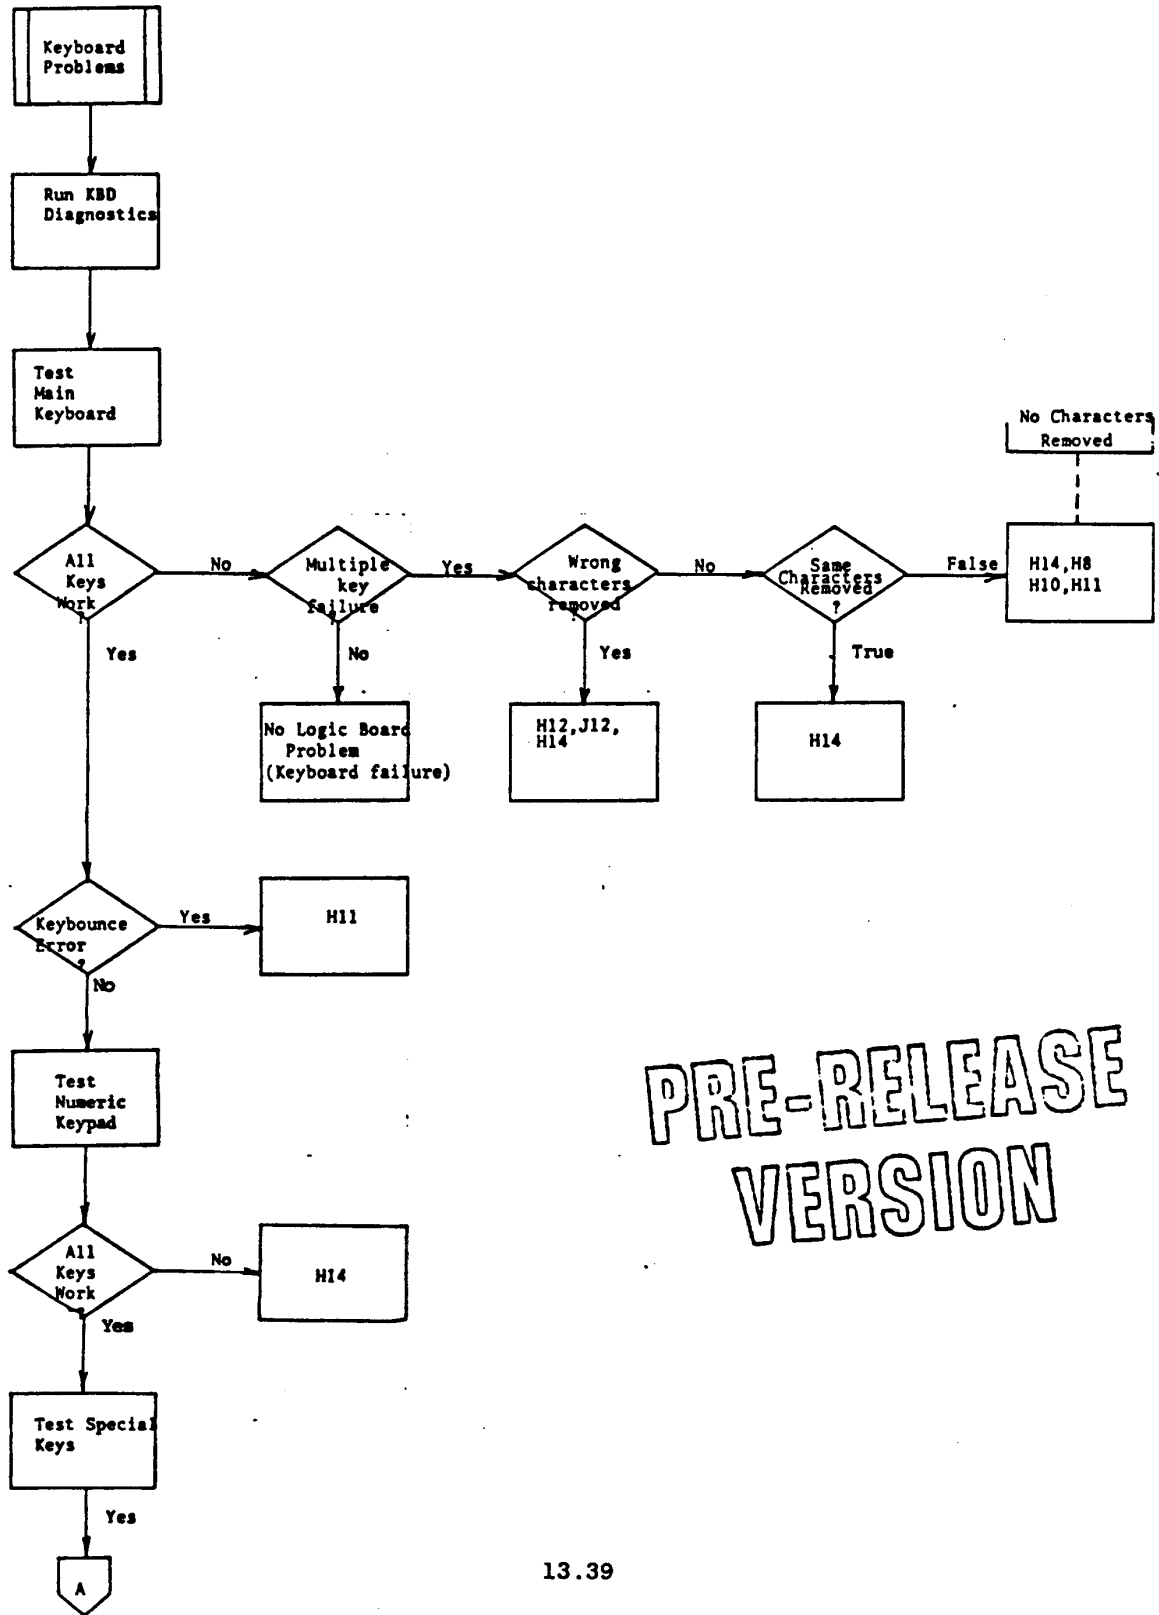 Keyboard
Problems
Run KBD
Diagnostics
Test
Main
Keyboard
No Characters
Removed
All
Keys
Work
?
No
Multiple
key
failure
?
Yes
Wrong
characters
removed
?
No
Same
Characters
Removed
?
False
H14,H8
H10,H11
Yes
No
Yes
True
No Logic Board
Problem
(Keyboard failure)
H12,J12,
H14
H14
Keybounce
Error
?
Yes
H11
No
Test
Numeric
Keypad
PRE-RELEASE
VERSION
All
Keys
Work
?
No
H14
Yes
Test Special
Keys
Yes
A
13.39